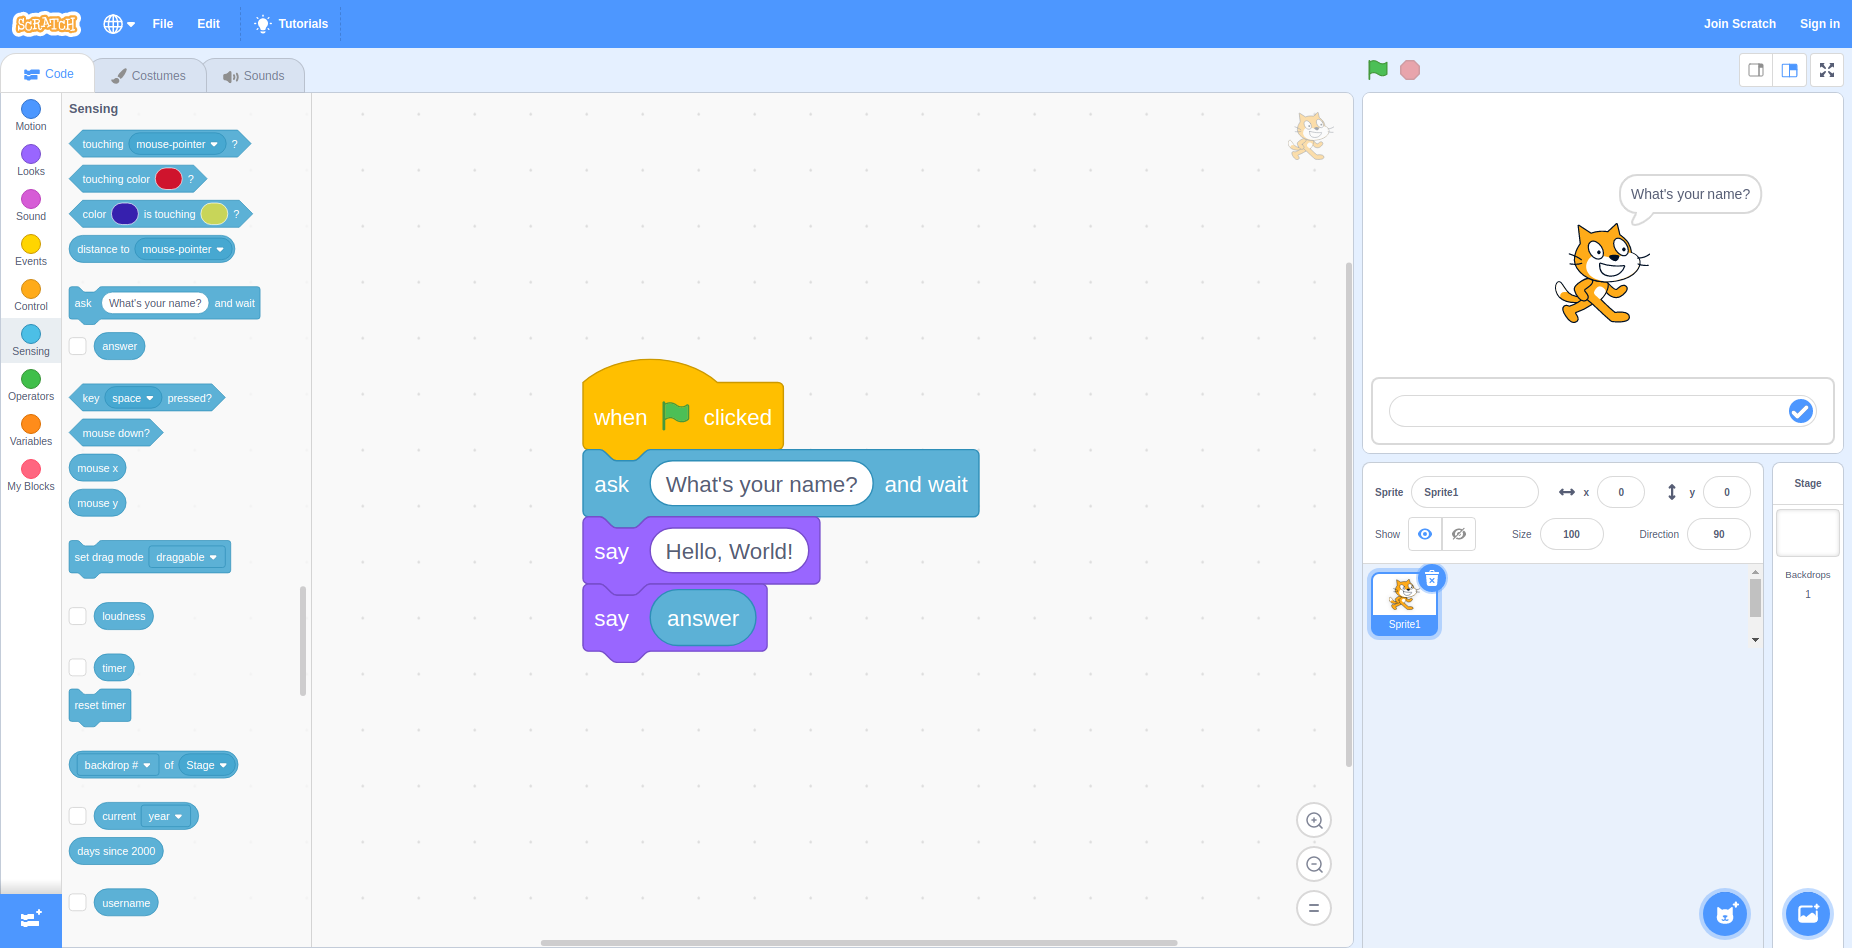 SCRATCH File Edit Tutorials Join Scratch Sign in
Code Costumes Sounds
Motion
Looks
Sound
Events
Control
Sensing
Operators
Variables
My Blocks
Sensing
touching mouse-pointer ?
touching color ?
color is touching ?
distance to mouse-pointer
ask What's your name? and wait
answer
key space pressed?
mouse down?
mouse x
mouse y
set drag mode draggable
loudness
timer
reset timer
backdrop # of Stage
current year
days since 2000
username
when clicked
ask What's your name? and wait
say Hello, World!
say answer
What's your name?
Sprite Sprite1 x 0 y 0
Show Size 100 Direction 90
Sprite1
Stage
Backdrops
1